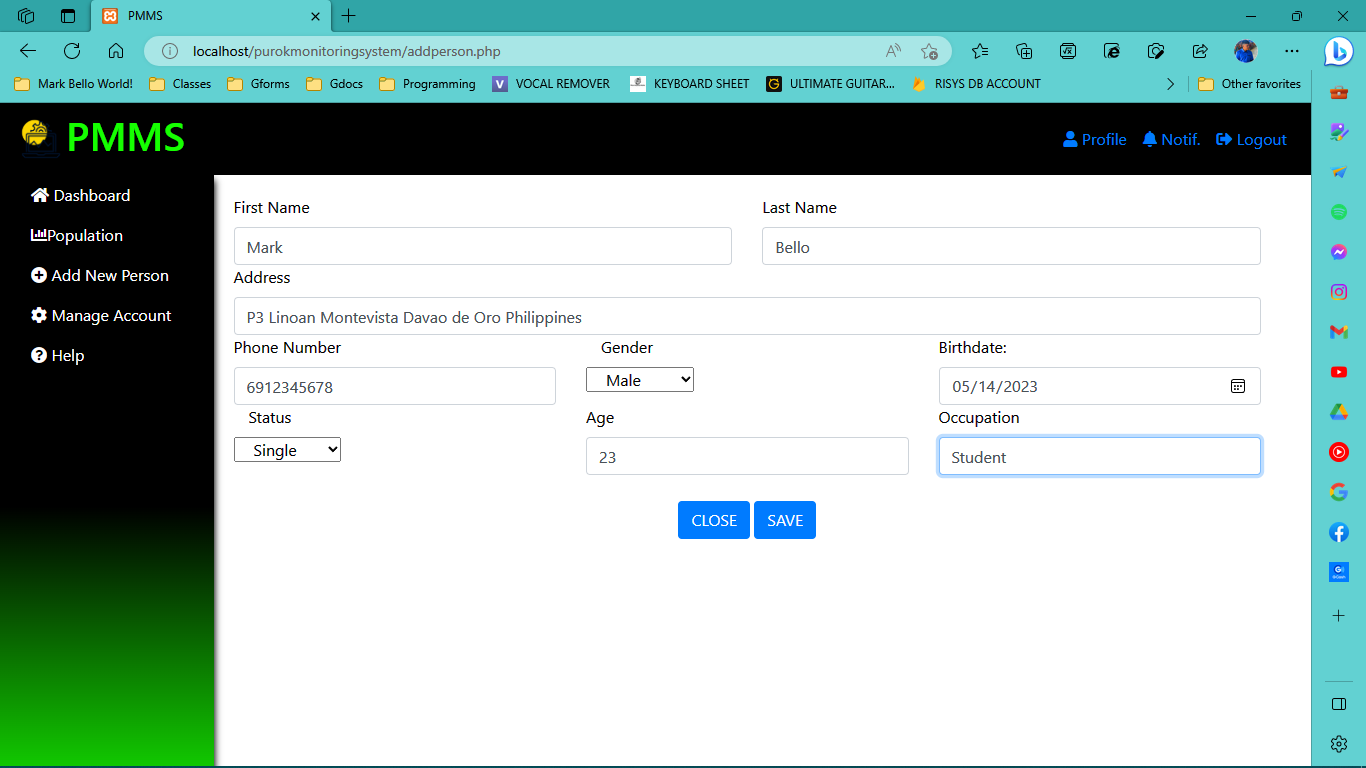 PMMS
localhost/purokmonitoringsystem/addperson.php
Mark Bello World! Classes Gforms Gdocs Programming VOCAL REMOVER KEYBOARD SHEET ULTIMATE GUITAR... RISYS DB ACCOUNT Other favorites
PMMS
Profile Notif. Logout
Dashboard
Population
Add New Person
Manage Account
Help
First Name Last Name
Mark Bello
Address
P3 Linoan Montevista Davao de Oro Philippines
Phone Number Gender Birthdate:
6912345678 Male 05/14/2023
Status Age Occupation
Single 23 Student
CLOSE SAVE